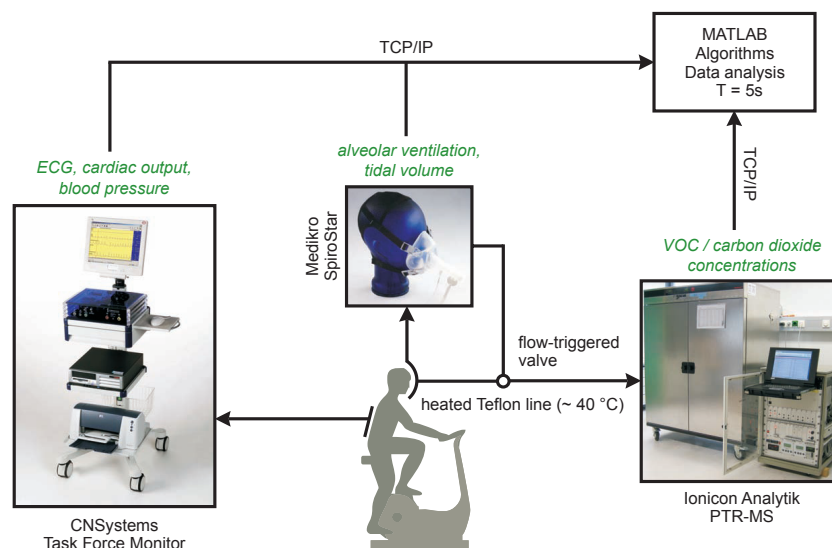 TCP/IP
MATLAB
Algorithms
Data analysis
T = 5s
TCP/IP
ECG, cardiac output,
blood pressure
alveolar ventilation,
tidal volume
VOC / carbon dioxide
concentrations
Medikro
SpiroStar
flow-triggered
valve
heated Teflon line (~ 40 °C)
CNSystems
Task Force Monitor
Ionicon Analytik
PTR-MS